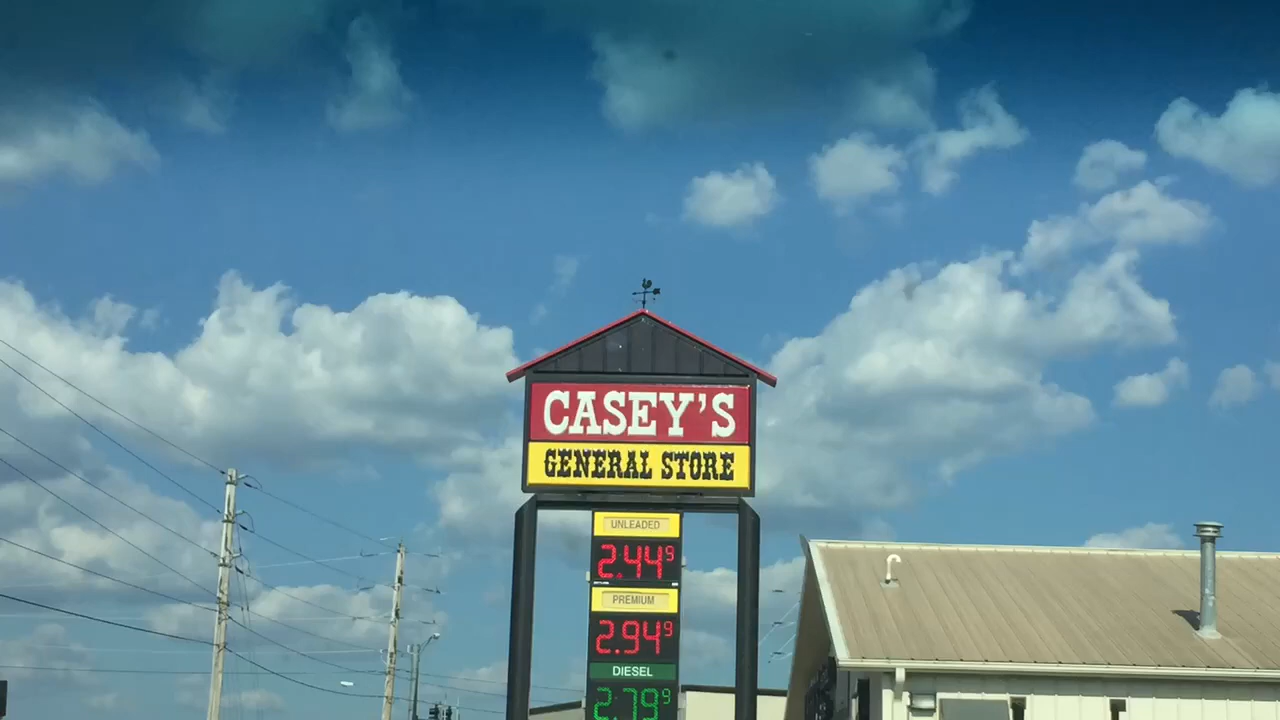 CASEY'S
GENERAL STORE
UNLEADED
2.449
PREMIUM
2.949
DIESEL
2.799